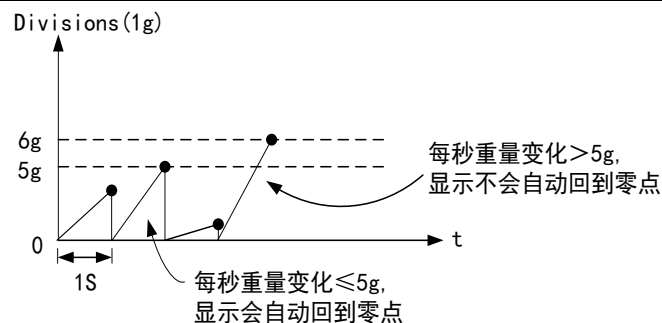 Divisions(1g)
6g
5g
每秒重量变化＞5g,
显示不会自动回到零点
0
t
1S
每秒重量变化≤5g,
显示会自动回到零点